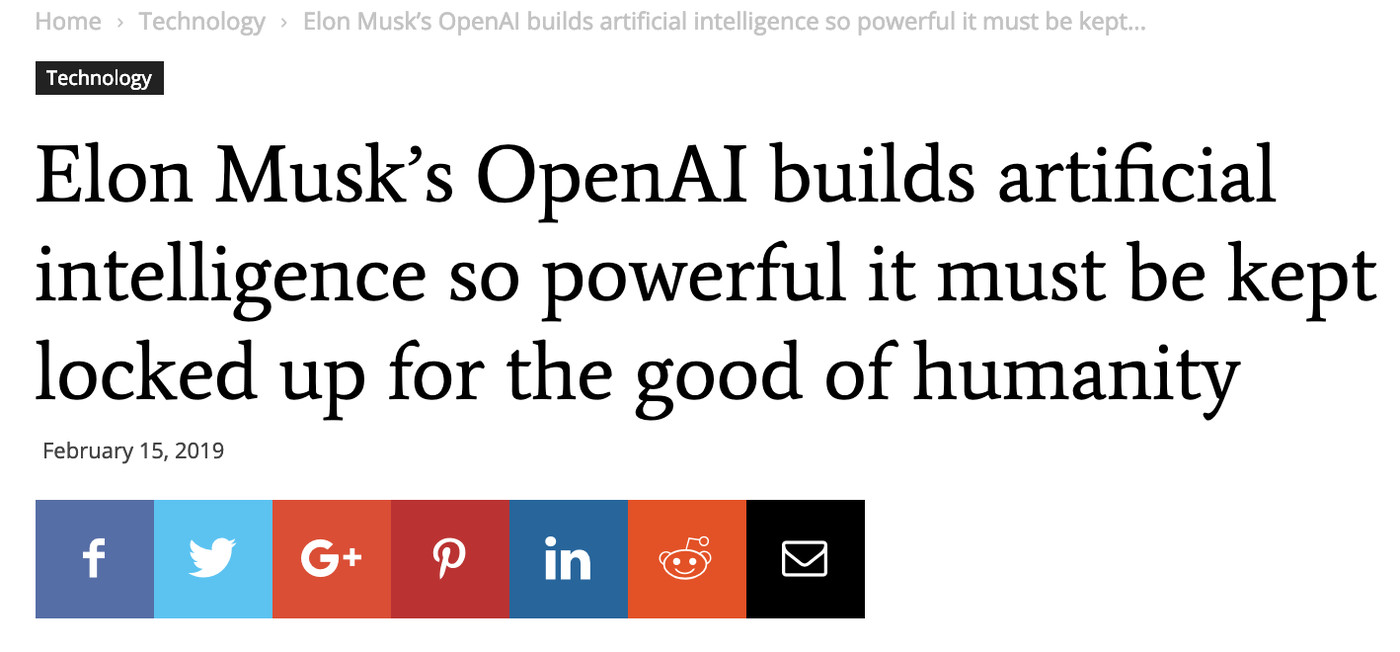 Home › Technology › Elon Musk’s OpenAI builds artificial intelligence so powerful it must be kept...
Technology
Elon Musk’s OpenAI builds artificial
intelligence so powerful it must be kept
locked up for the good of humanity
February 15, 2019
f G+ in